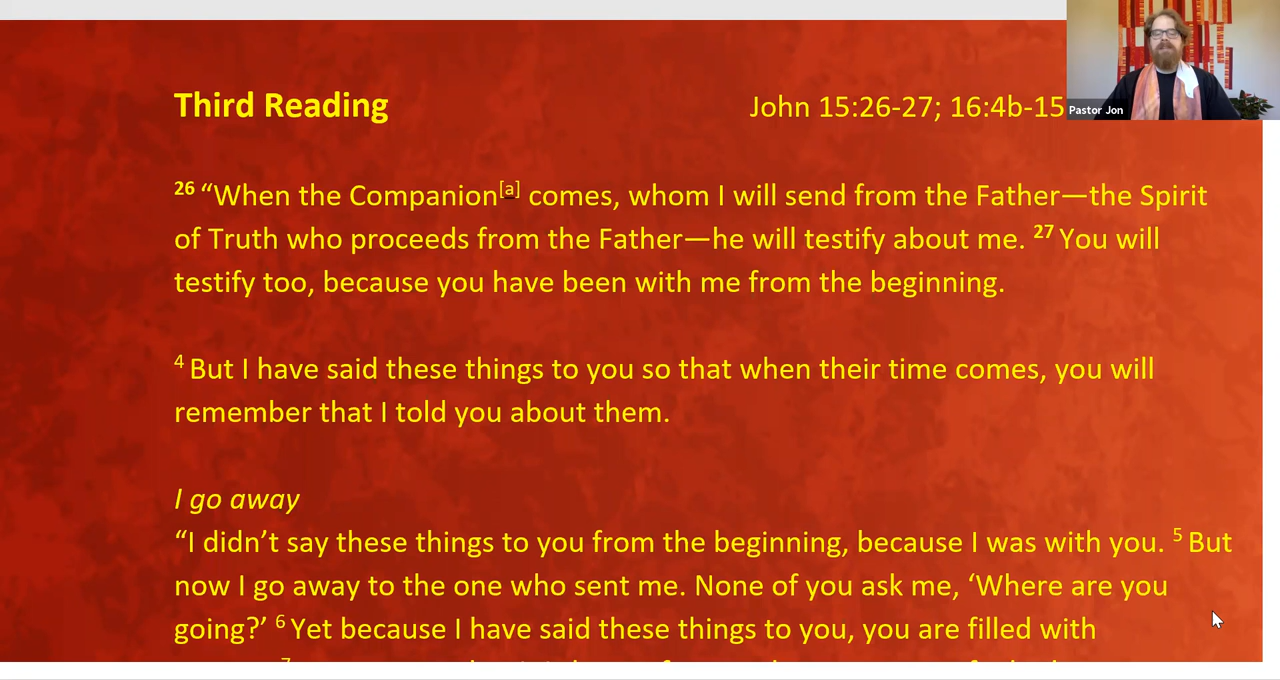 Third Reading
John 15:26-27; 16:4b-15
Pastor Jon
26 “When the Companion[a] comes, whom I will send from the Father—the Spirit
of Truth who proceeds from the Father—he will testify about me. 27 You will
testify too, because you have been with me from the beginning.
4 But I have said these things to you so that when their time comes, you will
remember that I told you about them.
I go away
“I didn’t say these things to you from the beginning, because I was with you. 5 But
now I go away to the one who sent me. None of you ask me, ‘Where are you
going?’ 6 Yet because I have said these things to you, you are filled with
7